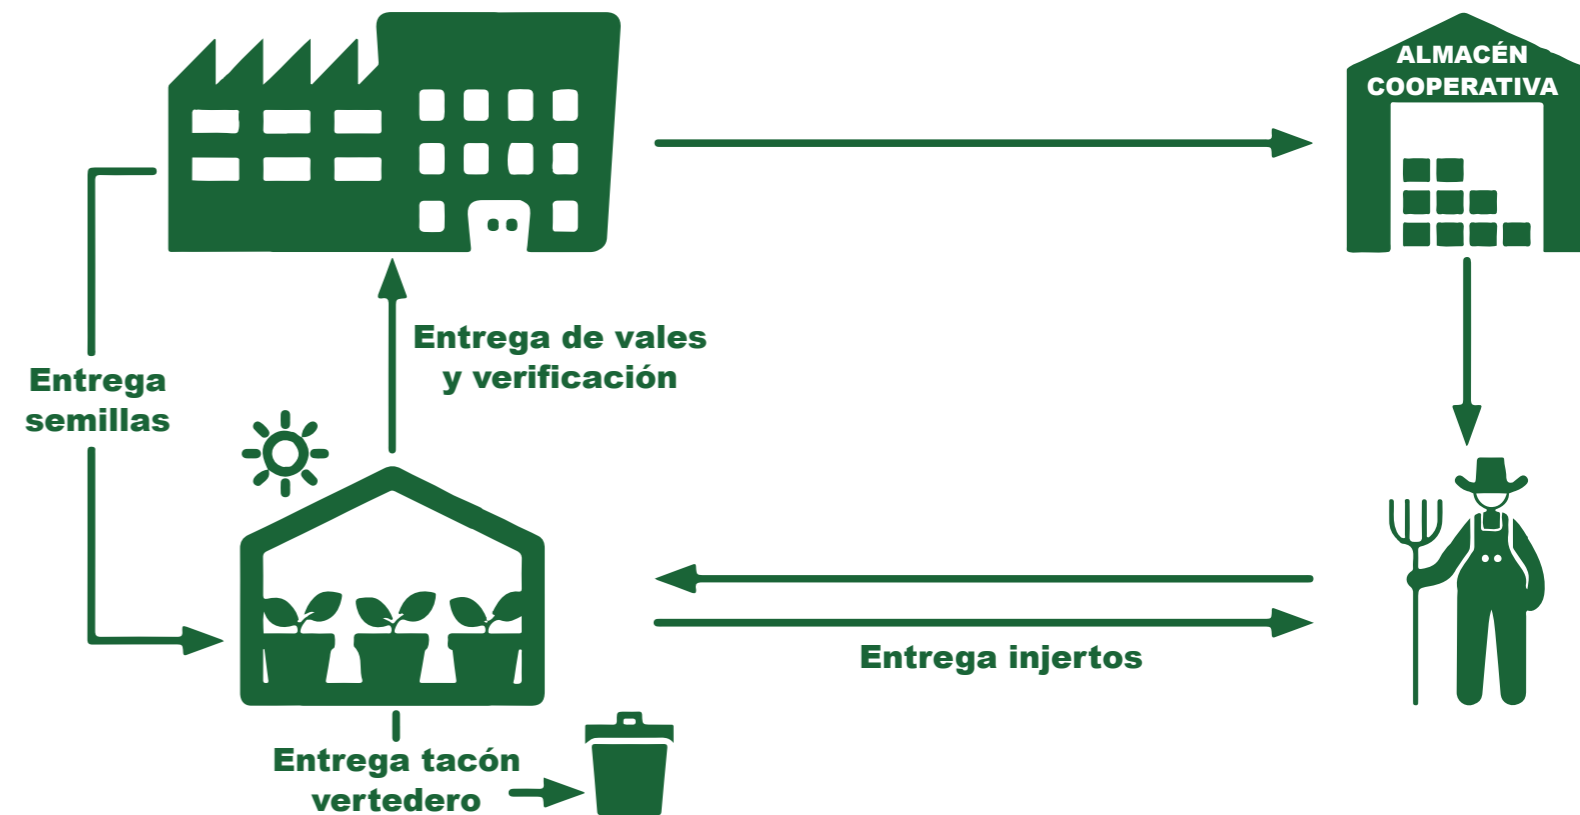 ALMACÉN
COOPERATIVA
Entrega de vales
y verificación
Entrega
semillas
Entrega injertos
Entrega tacón
vertedero